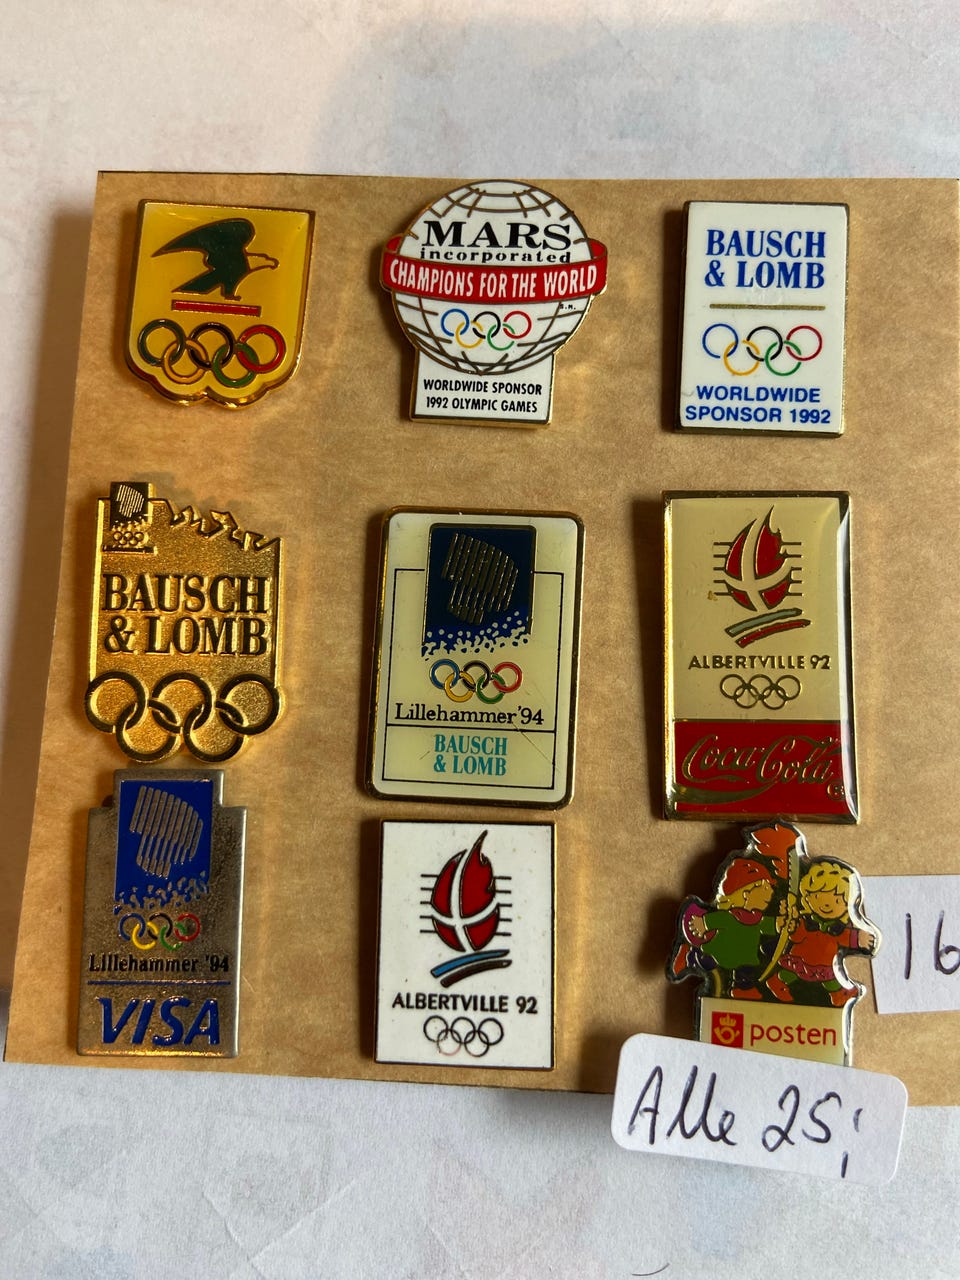 MARS
incorporated
CHAMPIONS FOR THE WORLD
S.M.
WORLDWIDE SPONSOR
1992 OLYMPIC GAMES
BAUSCH
& LOMB
WORLDWIDE
SPONSOR 1992
BAUSCH
& LOMB
Lillehammer '94
BAUSCH
& LOMB
ALBERTVILLE 92
Coca-Cola
®
Lillehammer '94
VISA
ALBERTVILLE 92
posten
16
Alle 25,-